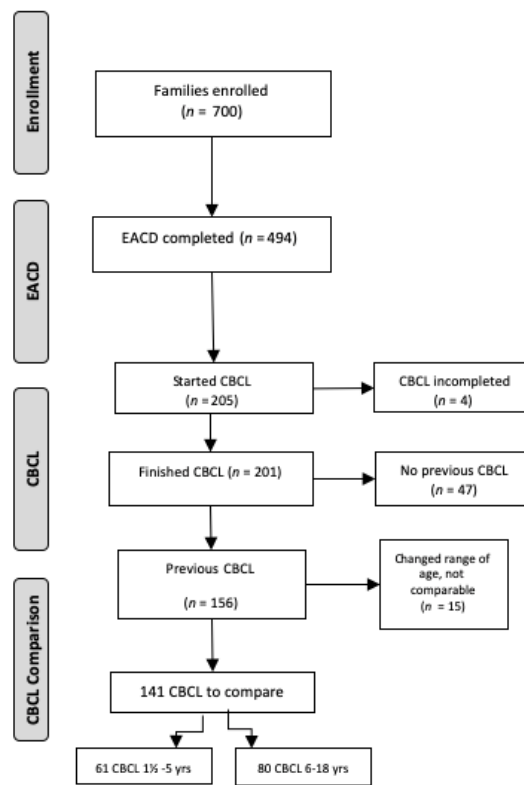 Enrollment
Families enrolled
(n = 700)
EACD
EACD completed (n = 494)
CBCL
Started CBCL
(n = 205)
CBCL incompleted
(n = 4)
Finished CBCL (n = 201)
No previous CBCL
(n = 47)
CBCL Comparison
Previous CBCL
(n = 156)
Changed range of
age, not
comparable
(n = 15)
141 CBCL to compare
61 CBCL 1½ -5 yrs
80 CBCL 6-18 yrs